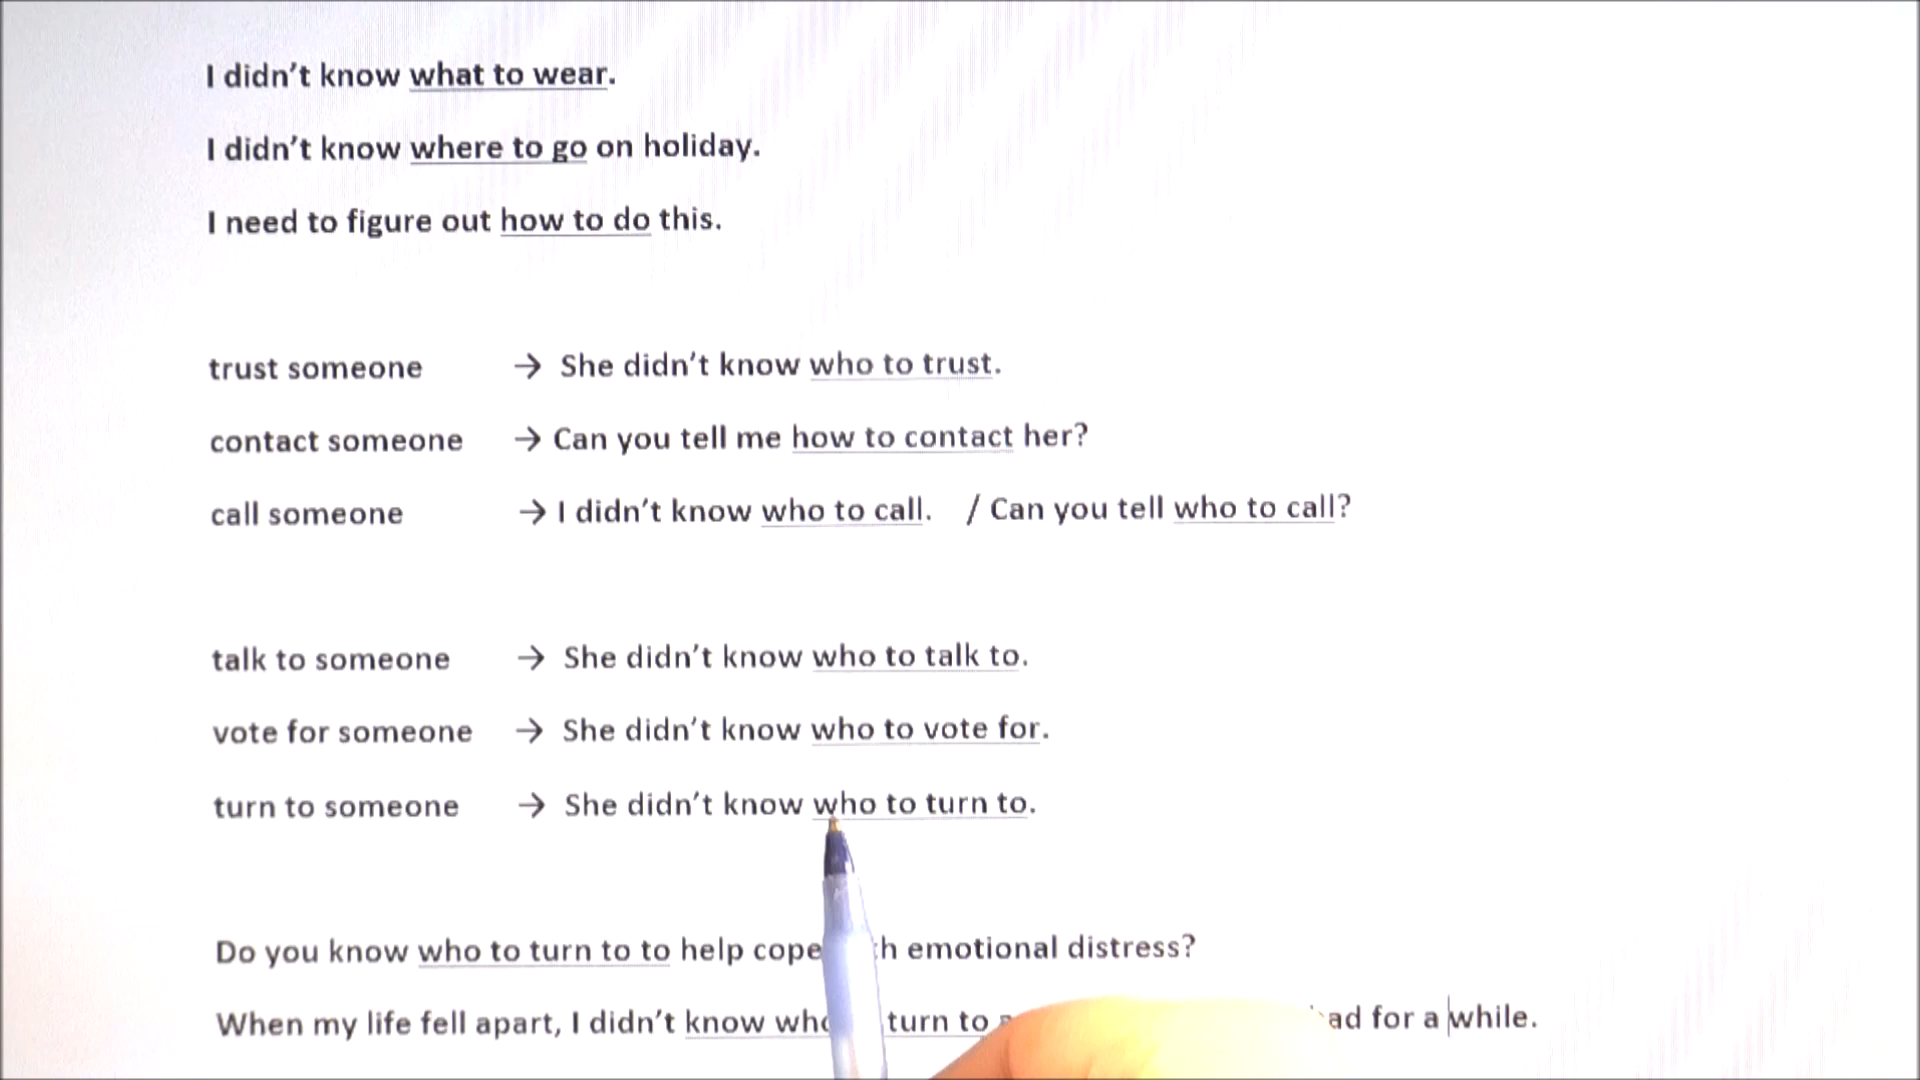 I didn’t know what to wear.
I didn’t know where to go on holiday.
I need to figure out how to do this.
trust someone → She didn’t know who to trust.
contact someone → Can you tell me how to contact her?
call someone → I didn’t know who to call. / Can you tell who to call?
talk to someone → She didn’t know who to talk to.
vote for someone → She didn’t know who to vote for.
turn to someone → She didn’t know who to turn to.
Do you know who to turn to to help cope emotional distress?
When my life fell apart, I didn’t know turn to for a while.